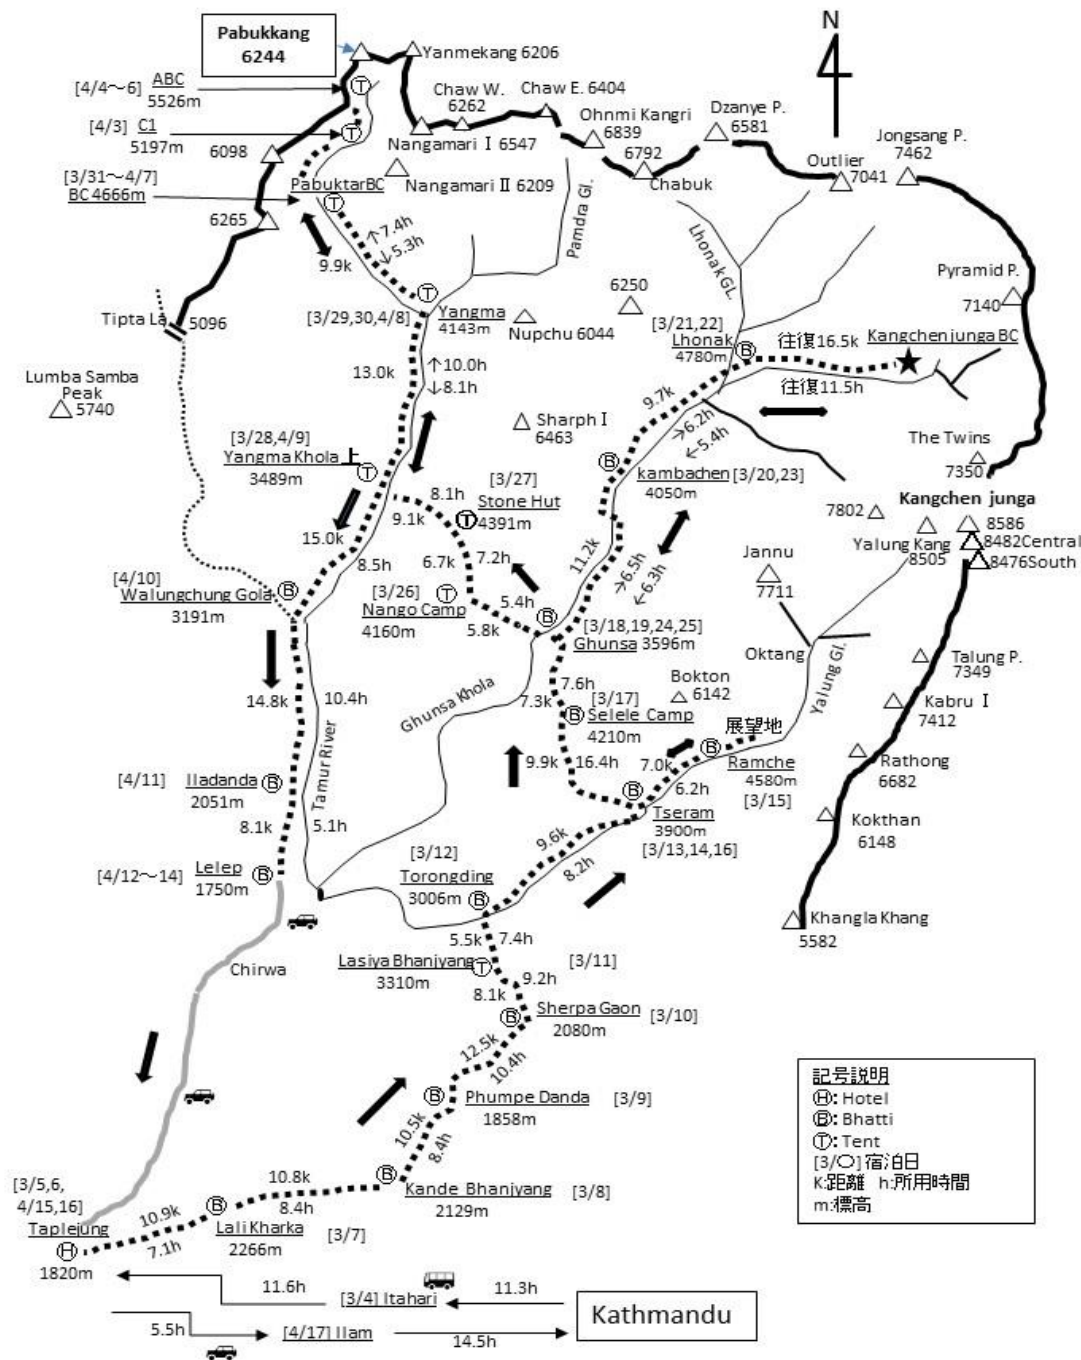 N
Pabukkang
6244
Yanmekang 6206
[4/4～6] ABC
5526m
Chaw W.
6262
Chaw E. 6404
Ohnmi Kangri
6839
Dzanye P.
6581
Jongsang P.
7462
[4/3] C1
5197m
6098
Nangamari I 6547
6792
Chabuk
Outlier
7041
[3/31～4/7]
BC 4666m
PabuktarBC
Nangamari II 6209
Pamdra Gl.
Lhonak GL.
6265
↑7.4h
↓5.3h
9.9k
Pyramid P.
7140
6250
Tipta La
5096
[3/29,30,4/8]
Yangma
4143m
Nupchu 6044
[3/21,22]
Lhonak
4780m
往復16.5k
Kangchenjunga BC
往復11.5h
13.0k
↑10.0h
↓8.1h
Lumba Samba
Peak
5740
9.7k
→6.2h
←5.4h
Sharph I
6463
The Twins
7350
[3/28,4/9]
Yangma Khola 上
3489m
[3/27]
Stone Hut
4391m
8.1h
9.1k
kambachen [3/20,23]
4050m
Kangchen junga
7802
8586
8482Central
8476South
Yalung Kang
8505
15.0k
8.5h
6.7k
7.2h
11.2k
→6.5h
←6.3h
Jannu
7711
[4/10]
Walungchung Gola
3191m
[3/26]
Nango Camp
4160m
5.4h
5.8k
[3/18,19,24,25]
Ghunsa 3596m
Oktang
Yalung Gl.
Talung P.
7349
14.8k
10.4h
Ghunsa Khola
7.6h
7.3k
[3/17]
Selele Camp
4210m
Bokton
6142
Kabru I
7412
展望地
Tamur River
9.9k
16.4h
7.0k
6.2h
Ramche
4580m
[3/15]
Rathong
6682
[4/11]
Iladanda
2051m
Tseram
3900m
[3/13,14,16]
Kokthan
6148
8.1k
5.1h
9.6k
8.2h
[4/12～14]
Lelep
1750m
[3/12]
Torongding
3006m
Khangla Khang
5582
5.5k
7.4h
Chirwa
Lasiya Bhanjyang
3310m
[3/11]
9.2h
8.1k
Sherpa Gaon
2080m
[3/10]
12.5k
10.4h
Phumpe Danda
1858m
[3/9]
10.5k
8.4h
記号説明
Ⓗ: Hotel
Ⓑ: Bhatti
Ⓣ: Tent
[3/〇]宿泊日
K:距離 h:所用時間
m:標高
[3/5,6,
4/15,16]
Taplejung
Ⓗ
1820m
10.9k
7.1h
Lali Kharka
2266m
[3/7]
10.8k
8.4h
Kande Bhanjyang
2129m
[3/8]
11.6h
[3/4] Itahari
11.3h
Kathmandu
5.5h
[4/17] Ilam
14.5h